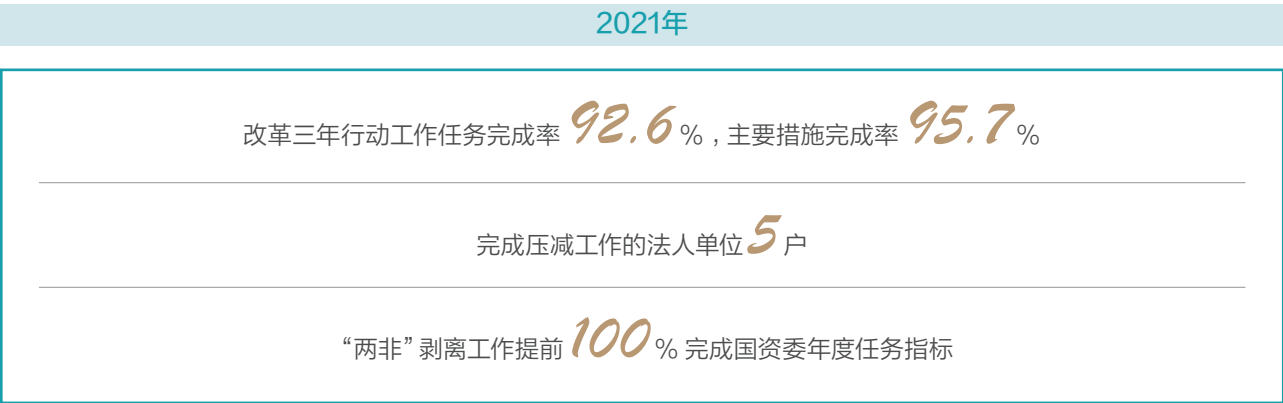 2021年
改革三年行动工作任务完成率 92.6 % , 主要措施完成率 95.7 %
完成压减工作的法人单位 5 户
“两非” 剥离工作提前 100 % 完成国资委年度任务指标